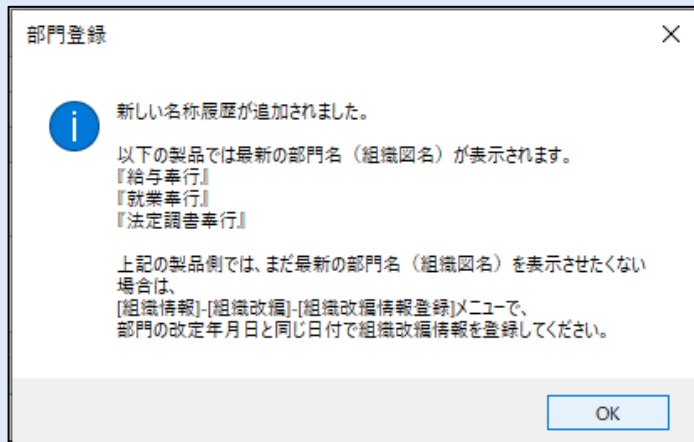 部門登録
新しい名称履歴が追加されました。
以下の製品では最新の部門名（組織図名）が表示されます。
『給与奉行』
『就業奉行』
『法定調書奉行』
上記の製品側では、まだ最新の部門名（組織図名）を表示させたくない
場合は、
[組織情報]-[組織改編]-[組織改編情報登録]メニューで、
部門の改定年月日と同じ日付で組織改編情報を登録してください。
OK